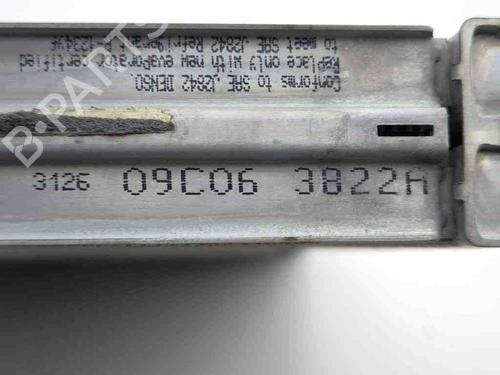 Conforms to SAE J2842 DENSO.
Replace only with new evaporator certified
to meet SAE J2842 Refrigerant R-1234yf
B-PARTS
3126 09C06 3822A